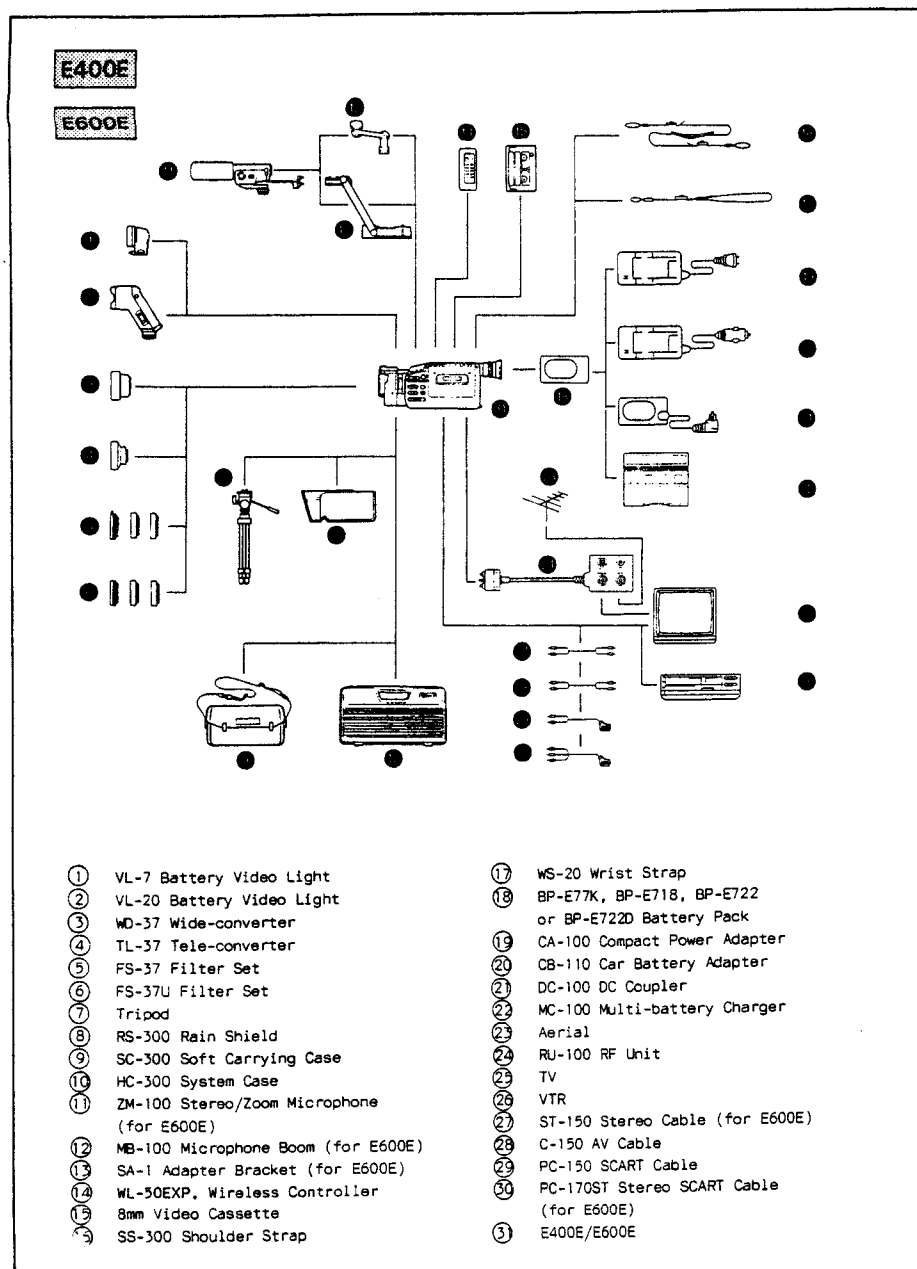 E400E
E600E
① VL-7 Battery Video Light
② VL-20 Battery Video Light
③ WD-37 Wide-converter
④ TL-37 Tele-converter
⑤ FS-37 Filter Set
⑥ FS-37U Filter Set
⑦ Tripod
⑧ RS-300 Rain Shield
⑨ SC-300 Soft Carrying Case
⑩ HC-300 System Case
⑪ ZM-100 Stereo/Zoom Microphone
(for E600E)
⑫ MB-100 Microphone Boom (for E600E)
⑬ SA-1 Adapter Bracket (for E600E)
⑭ WL-50EXP. Wireless Controller
⑮ 8mm Video Cassette
SS-300 Shoulder Strap
⑰ WS-20 Wrist Strap
⑱ BP-E77K, BP-E718, BP-E722
or BP-E722D Battery Pack
⑲ CA-100 Compact Power Adapter
⑳ CB-110 Car Battery Adapter
㉑ DC-100 DC Coupler
㉒ MC-100 Multi-battery Charger
㉓ Aerial
㉔ RU-100 RF Unit
㉕ TV
㉖ VTR
㉗ ST-150 Stereo Cable (for E600E)
㉘ C-150 AV Cable
㉙ PC-150 SCART Cable
㉚ PC-170ST Stereo SCART Cable
(for E600E)
㉛ E400E/E600E